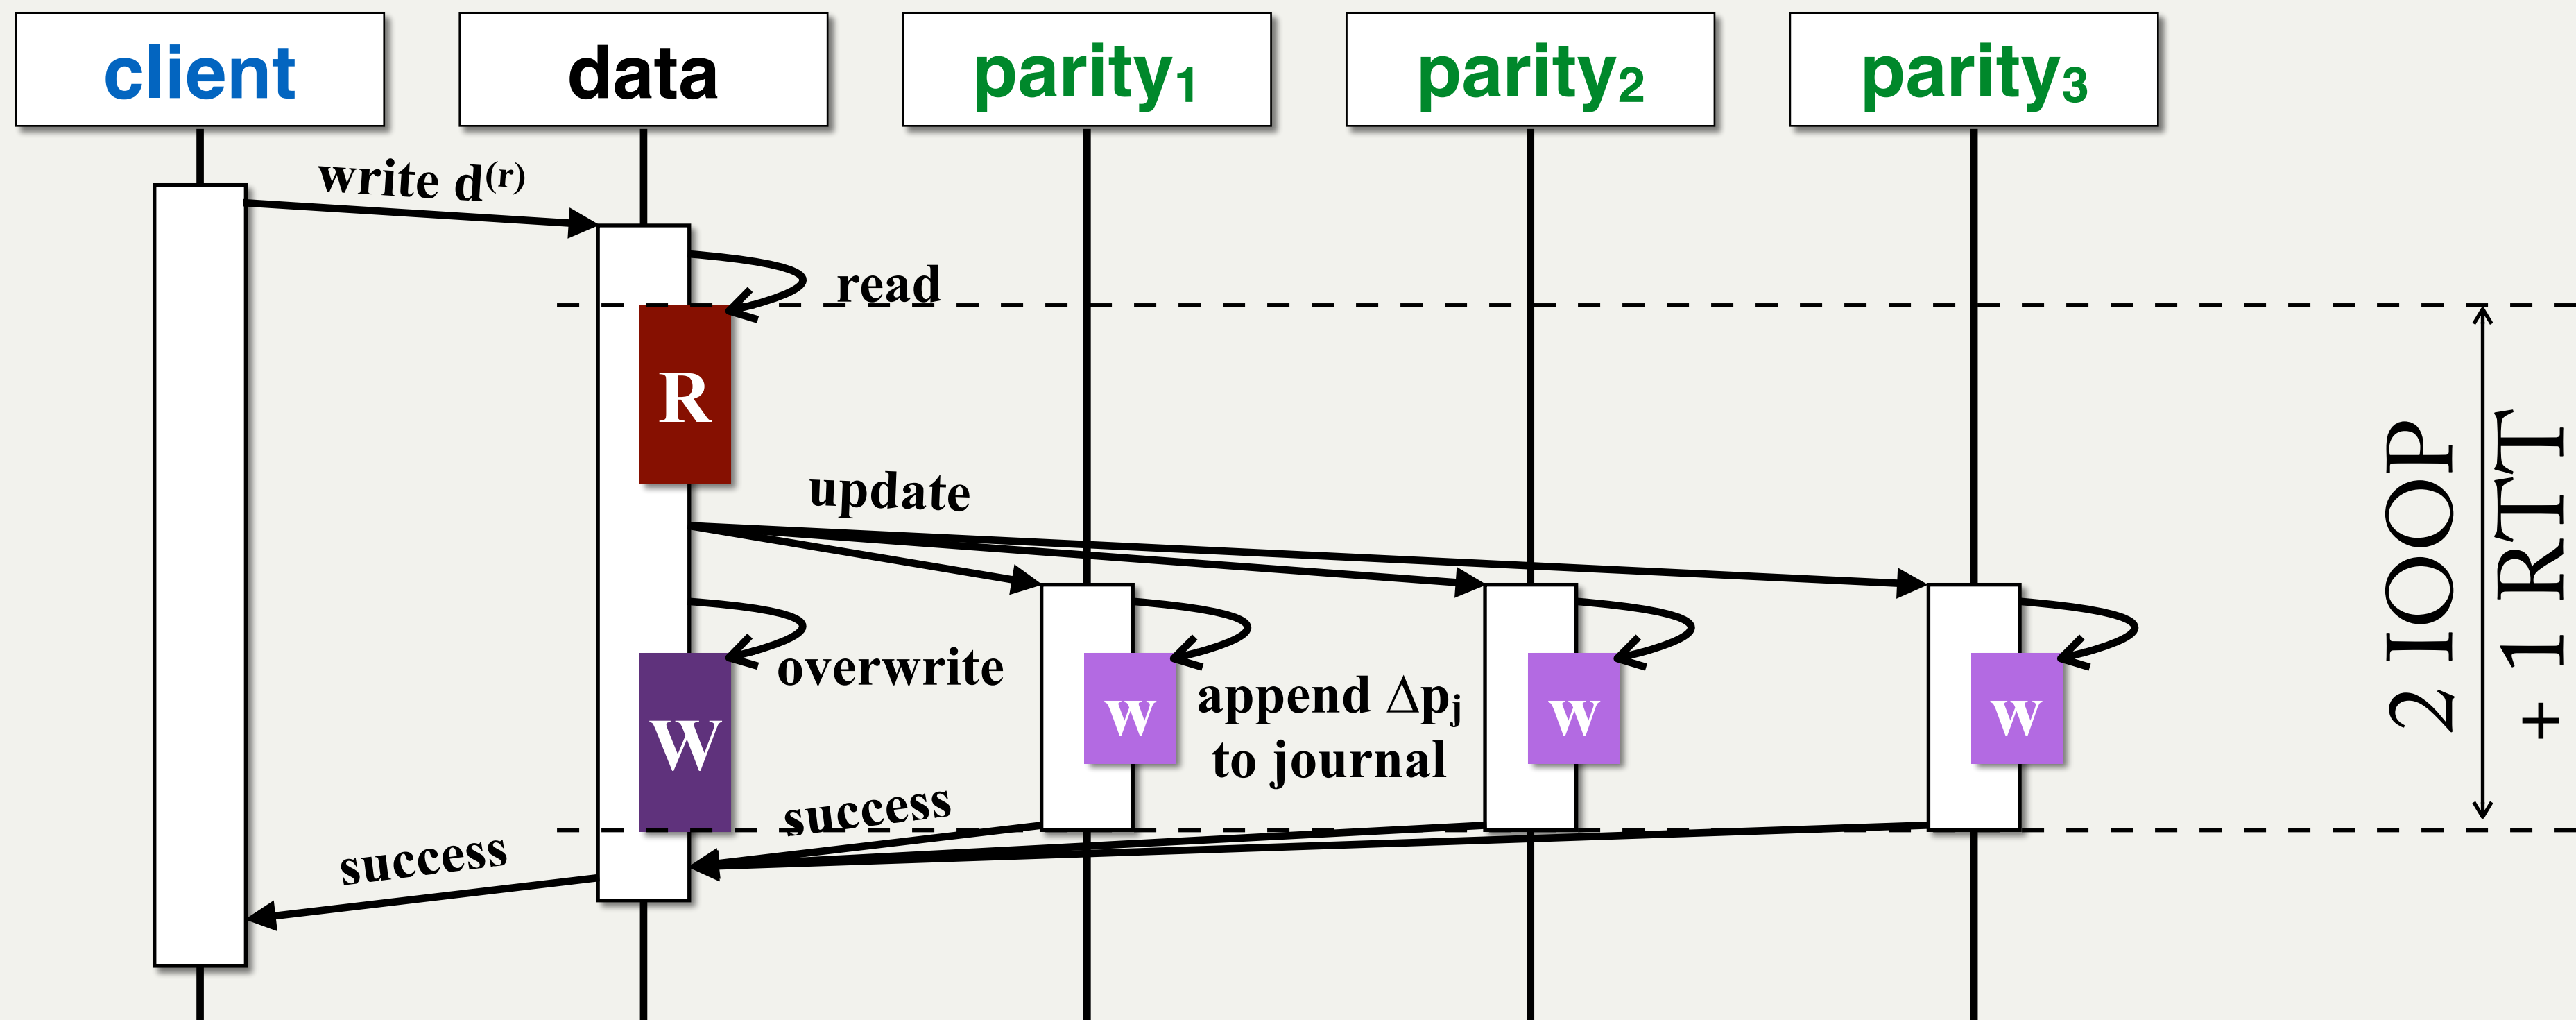 client
data
parity₁
parity₂
parity₃
write d⁽ʳ⁾
read
R
update
overwrite
W
w
append Δpⱼ
to journal
w
w
success
success
2 IOOP
+ 1 RTT